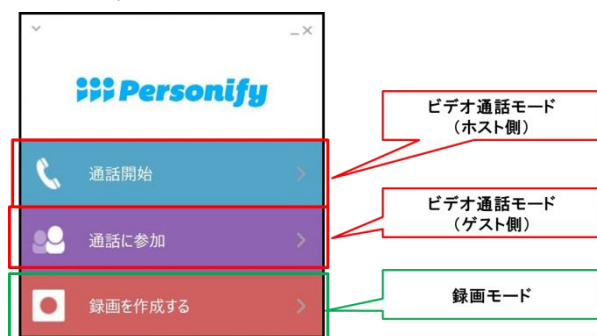 Personify
ビデオ通話モード
(ホスト側)
通話開始
ビデオ通話モード
(ゲスト側)
通話に参加
録画モード
録画を作成する